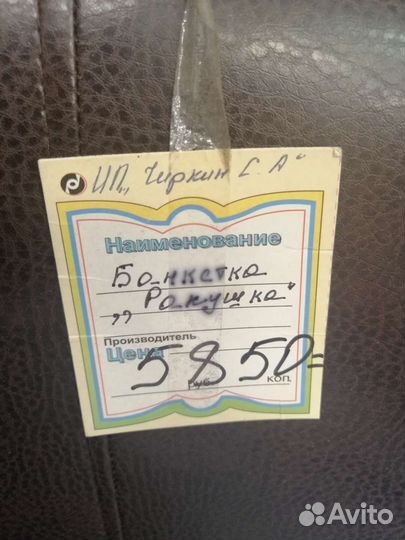 ИП „Чиркин С.А"
Наименование
Банкетка
„Ракушка"
Производитель
Цена 5850=
руб. коп.
Avito